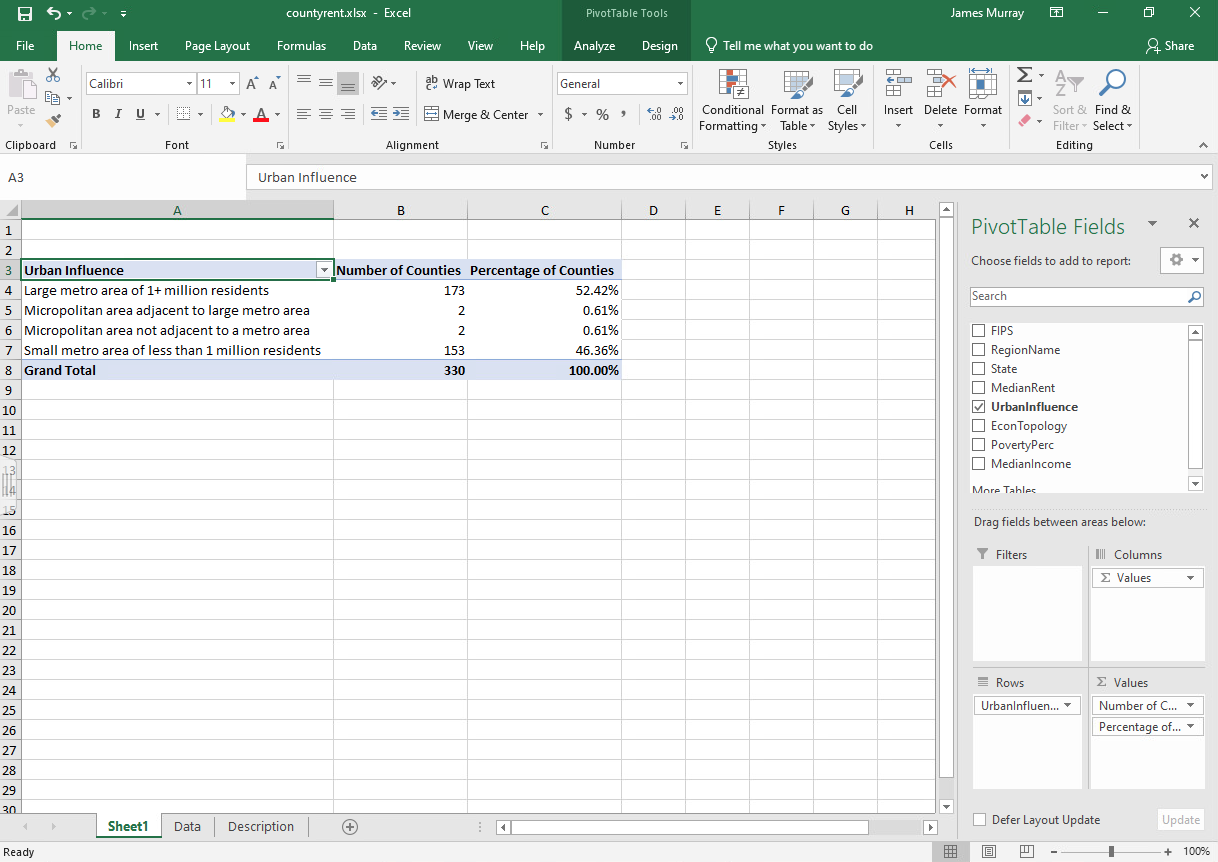 countyrent.xlsx - Excel
PivotTable Tools
James Murray
File
Home
Insert
Page Layout
Formulas
Data
Review
View
Help
Analyze
Design
Tell me what you want to do
Share
Paste
Calibri
11
A A
Wrap Text
General
Conditional Formatting
Format as Table
Cell Styles
Insert
Delete
Format
Sort & Filter
Find & Select
B I U
A
Merge & Center
$ % ,
Clipboard
Font
Alignment
Number
Styles
Cells
Editing
A3
Urban Influence
A B C D E F G H
1
2
3 Urban Influence Number of Counties Percentage of Counties
4 Large metro area of 1+ million residents 173 52.42%
5 Micropolitan area adjacent to large metro area 2 0.61%
6 Micropolitan area not adjacent to a metro area 2 0.61%
7 Small metro area of less than 1 million residents 153 46.36%
8 Grand Total 330 100.00%
9
10
11
12
13
14
15
16
17
18
19
20
21
22
23
24
25
26
27
28
29
30
PivotTable Fields
Choose fields to add to report:
Search
FIPS
RegionName
State
MedianRent
UrbanInfluence
EconTopology
PovertyPerc
MedianIncome
More Tables
Drag fields between areas below:
Filters
Columns
Σ Values
Rows
Σ Values
UrbanInfluen...
Number of C...
Percentage of...
Defer Layout Update
Update
Sheet1
Data
Description
Ready
100%